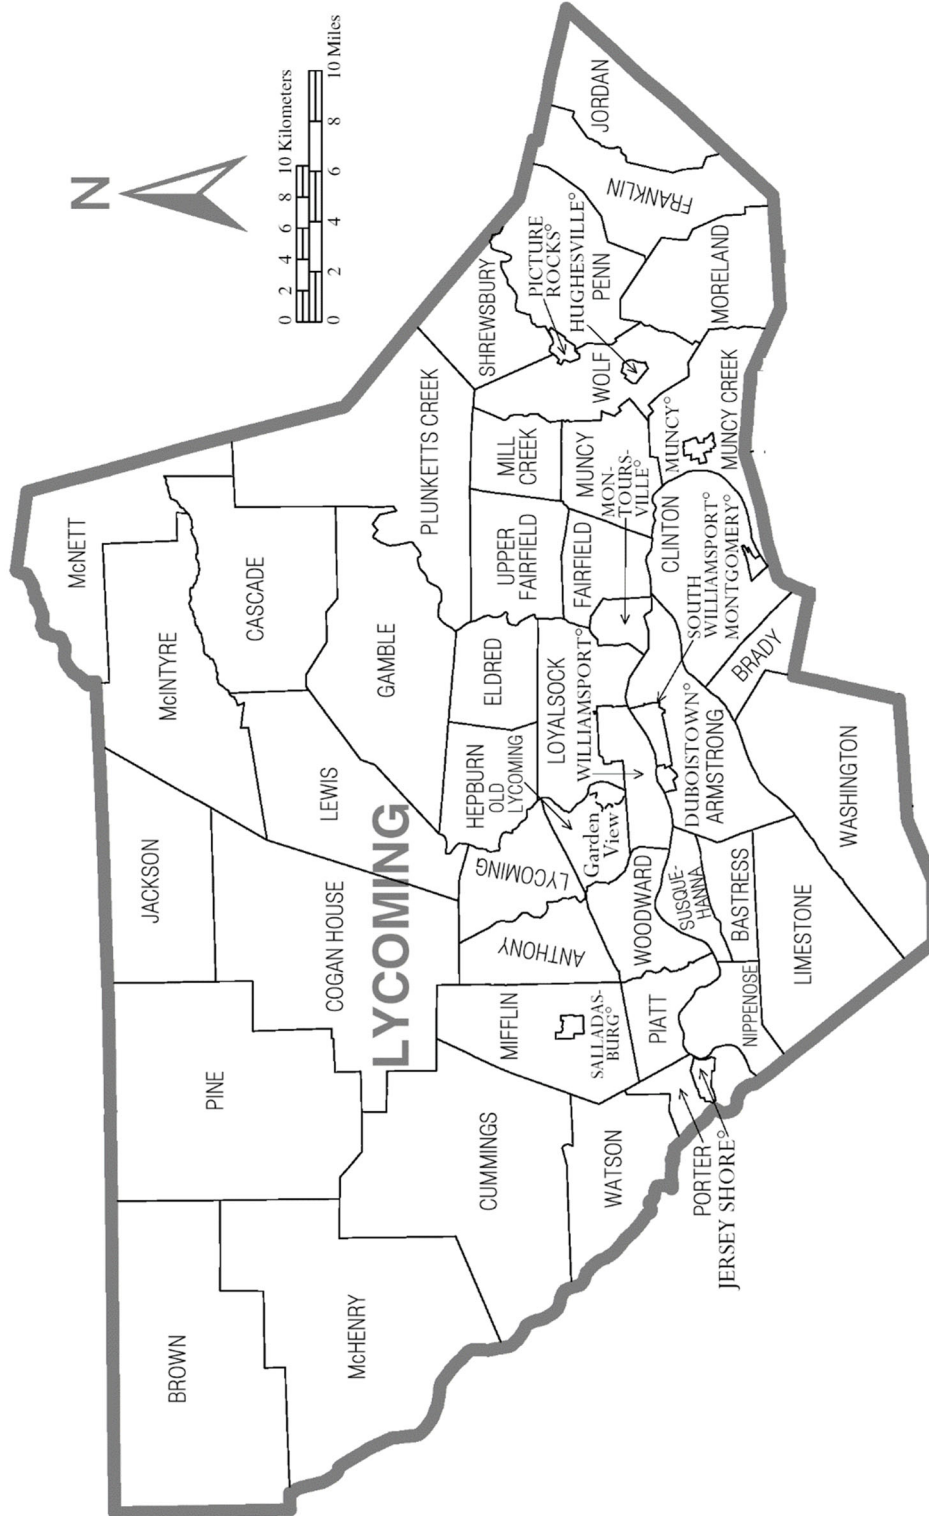 N
0 2 4 6 8 10 Kilometers
0 2 4 6 8 10 Miles
McNETT
JACKSON
McINTYRE
PINE
BROWN
CASCADE
LEWIS
COGAN HOUSE
GAMBLE
McHENRY
LYCOMING
PLUNKETTS CREEK
SHREWSBURY
CUMMINGS
HEPBURN
ELDRED
UPPER
FAIRFIELD
MILL
CREEK
JORDAN
OLD
LYCOMING
LYCOMING
ANTHONY
MIFFLIN
LOYALSOCK
FAIRFIELD
MUNCY
WOLF
PICTURE
ROCKS°
HUGHESVILLE°
PENN
FRANKLIN
WILLIAMSPORT°
MON-
TOURS-
VILLE°
Garden
View°
SALLADAS-
BURG°
WATSON
PIATT
WOODWARD
SUSQUE-
HANNA
DUBOISTOWN°
ARMSTRONG
CLINTON
MUNCY°
MORELAND
SOUTH
WILLIAMSPORT°
MONTGOMERY°
MUNCY CREEK
PORTER
JERSEY SHORE°
NIPPENOSE
BASTRESS
BRADY
LIMESTONE
WASHINGTON